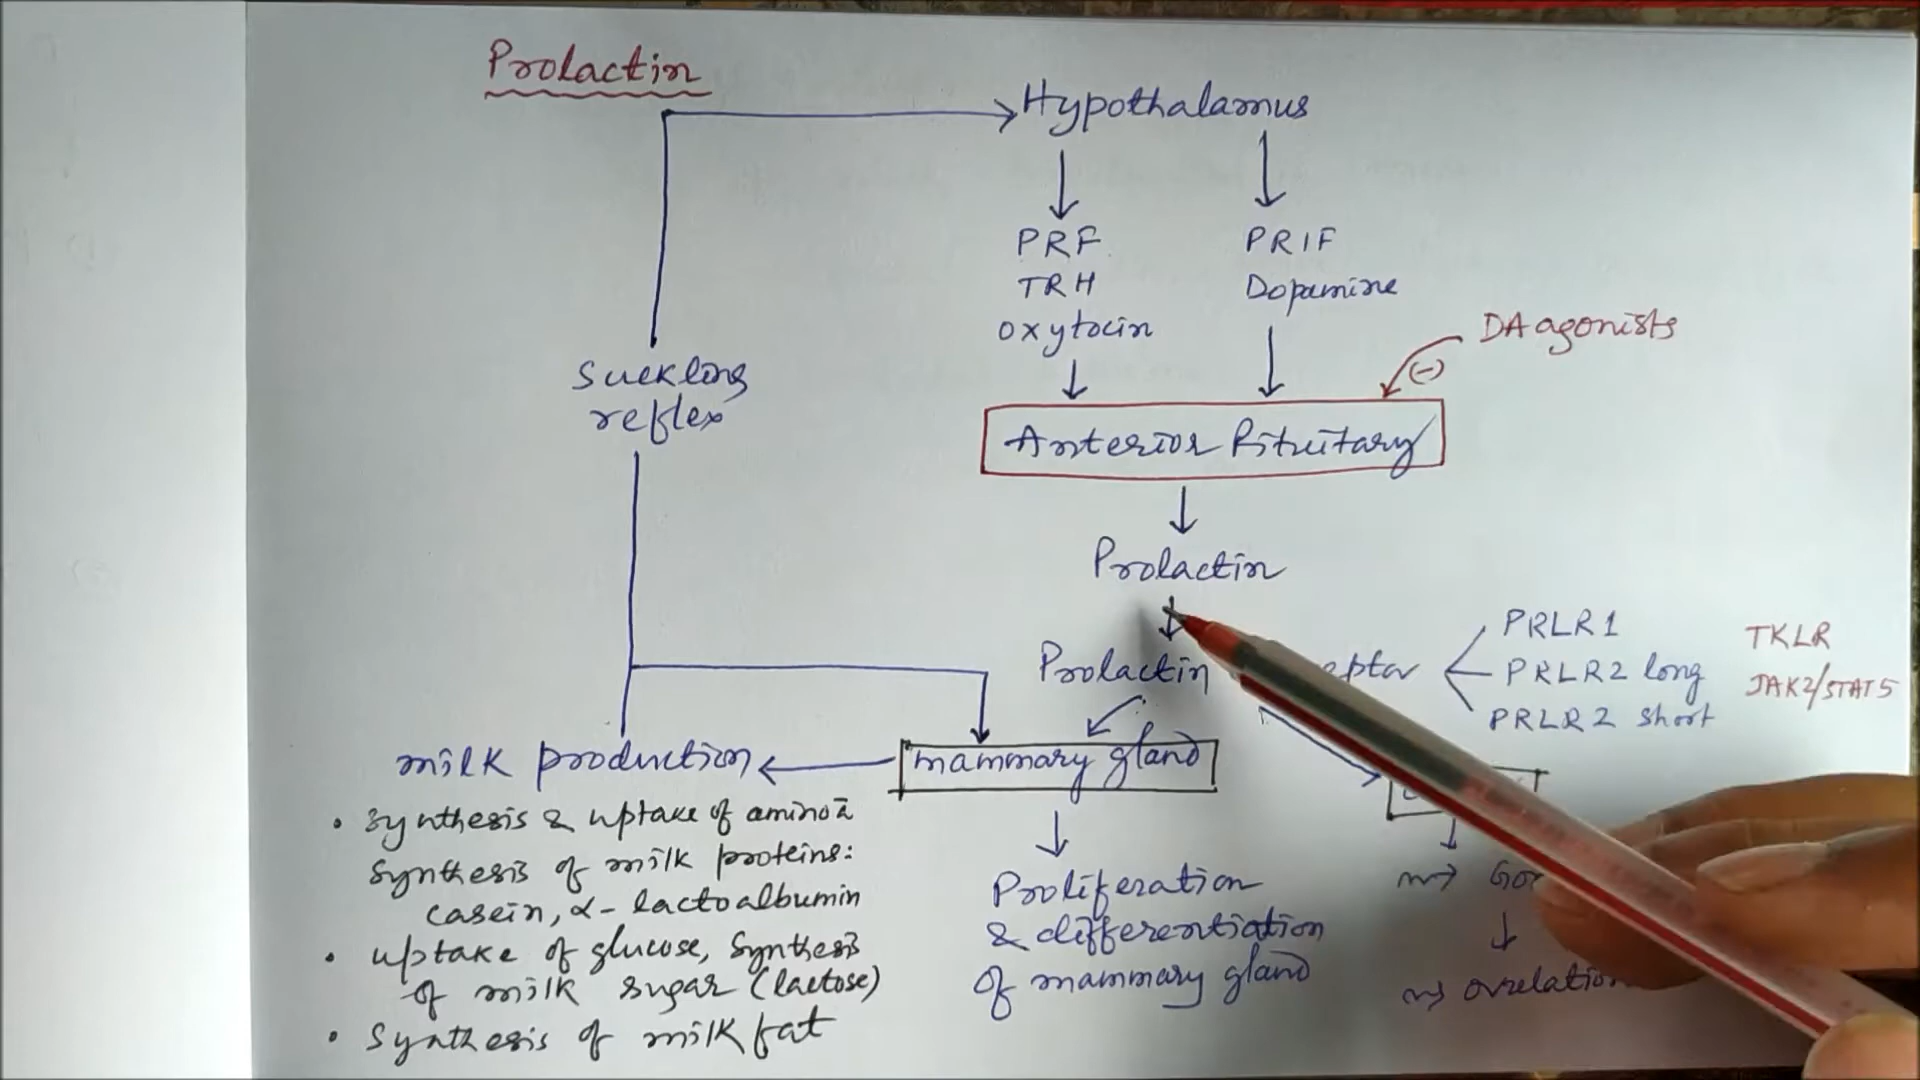 Prolactin
Hypothalamus
PRF
TRH
oxytocin
PRIF
Dopamine
DA agonists
(-)
Suckling
reflex
Anterior Pituitary
Prolactin
Prolactin
PRLR1
PRLR2 long
PRLR2 short
TKLR
JAK2/STAT5
milk production
mammary gland
• Synthesis & uptake of amino ā
Synthesis of milk proteins:
casein, α-lactoalbumin
• uptake of glucose, synthesis
of milk sugar (lactose)
• Synthesis of milk fat
Proliferation
& differentiation
of mammary gland